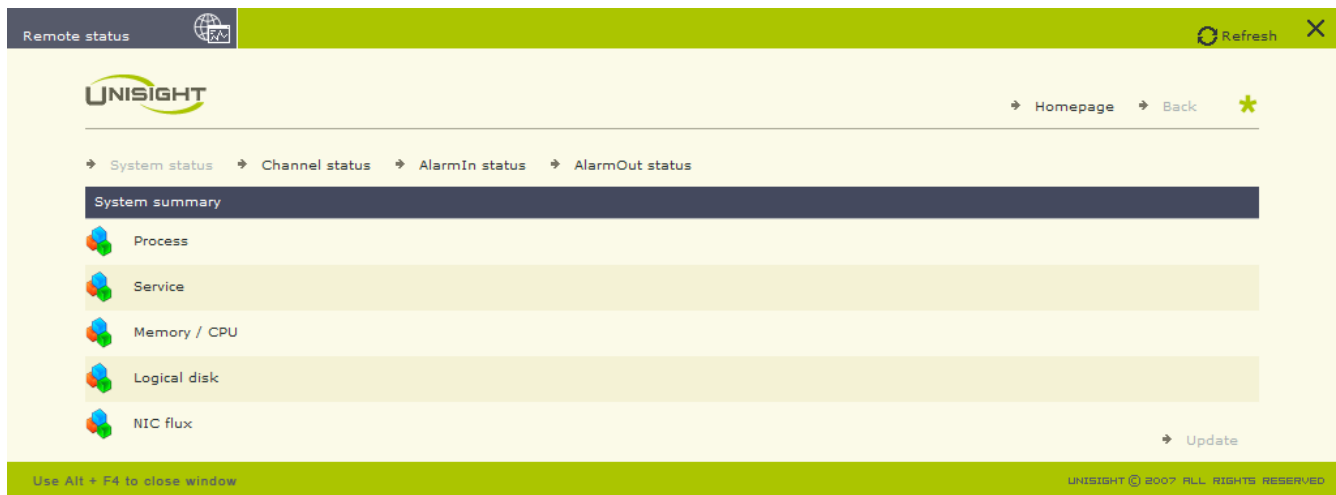 Remote status
Refresh
UNISIGHT
Homepage Back
System status Channel status AlarmIn status AlarmOut status
System summary
Process
Service
Memory / CPU
Logical disk
NIC flux
Update
Use Alt + F4 to close window
UNISIGHT © 2007 ALL RIGHTS RESERVED